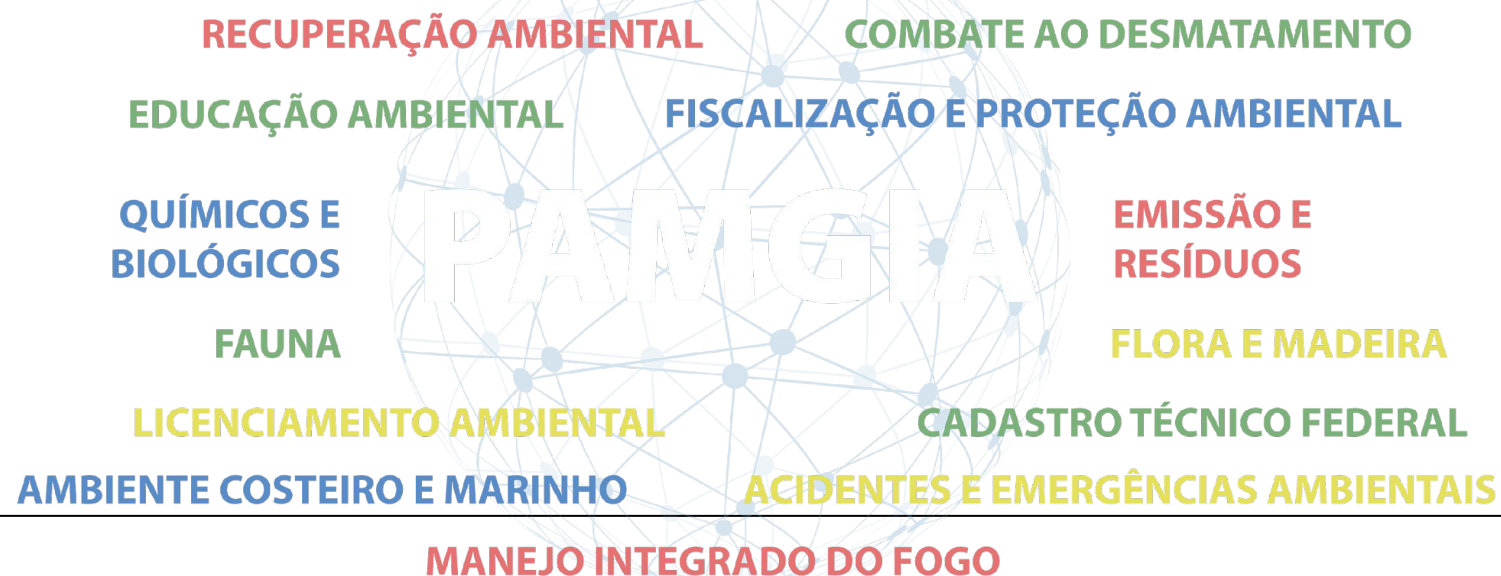 RECUPERAÇÃO AMBIENTAL
COMBATE AO DESMATAMENTO
EDUCAÇÃO AMBIENTAL
FISCALIZAÇÃO E PROTEÇÃO AMBIENTAL
QUÍMICOS E
BIOLÓGICOS
PAMGIA
EMISSÃO E
RESÍDUOS
FAUNA
FLORA E MADEIRA
LICENCIAMENTO AMBIENTAL
CADASTRO TÉCNICO FEDERAL
AMBIENTE COSTEIRO E MARINHO
ACIDENTES E EMERGÊNCIAS AMBIENTAIS
MANEJO INTEGRADO DO FOGO